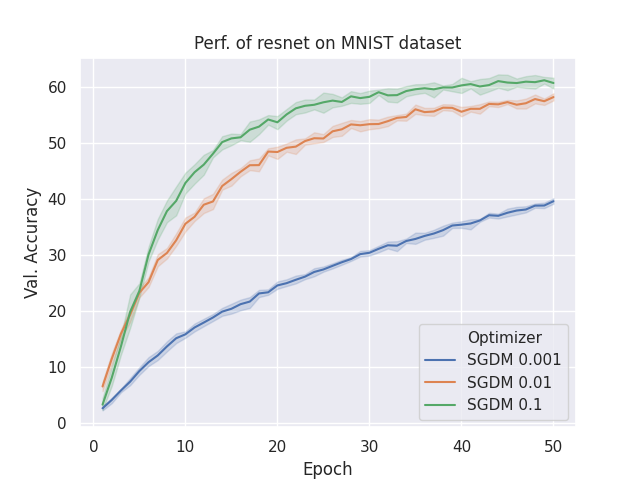 Perf. of resnet on MNIST dataset
Val. Accuracy
60
50
40
30
20
10
0
0 10 20 30 40 50
Epoch
Optimizer
SGDM 0.001
SGDM 0.01
SGDM 0.1